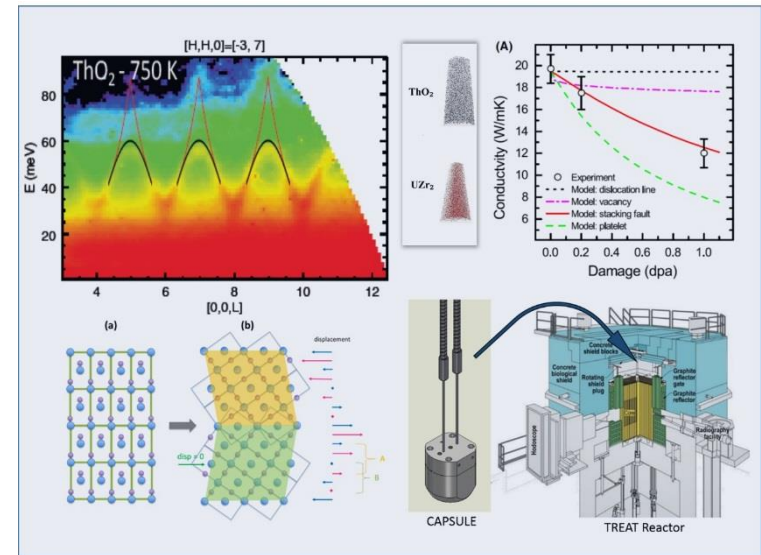 [H,H,0]=[-3, 7]
ThO₂ - 750 K
E (meV)
80
60
40
20
4
6
8
10
12
[0,0,L]
ThO₂
UZr₂
(A)
Conductvity (W/mK)
20
18
16
14
12
10
8
6
Experiment
Model: dislocation line
Model: vacancy
Model: stacking fault
Model: platelet
0.0
0.2
0.4
0.6
0.8
1.0
Damage (dpa)
(a)
(b)
displacement
disp > 0
A
B
CAPSULE
Concrete
shield blocks
Concrete
biological
shield
Rotating
shield
plug
Graphite
reflector
gate
Graphite
reflector
Radiography
facility
Hodoscope
TREAT Reactor